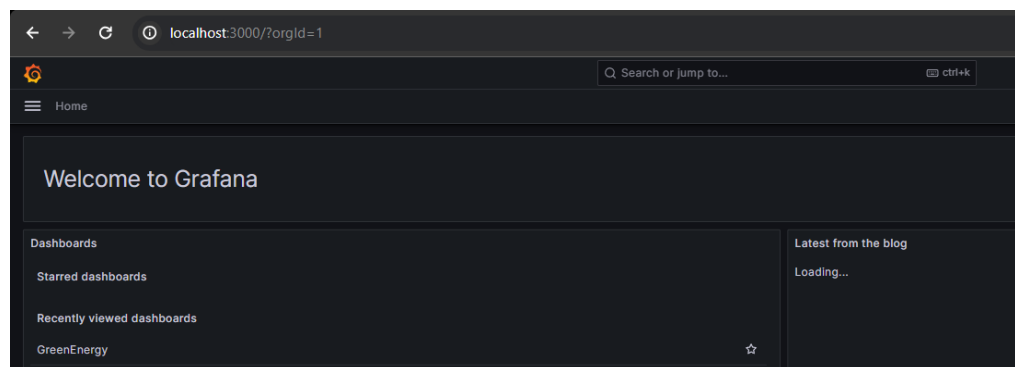 localhost:3000/?orgId=1
Search or jump to... ctrl+k
Home
Welcome to Grafana
Dashboards
Starred dashboards
Recently viewed dashboards
GreenEnergy
Latest from the blog
Loading...